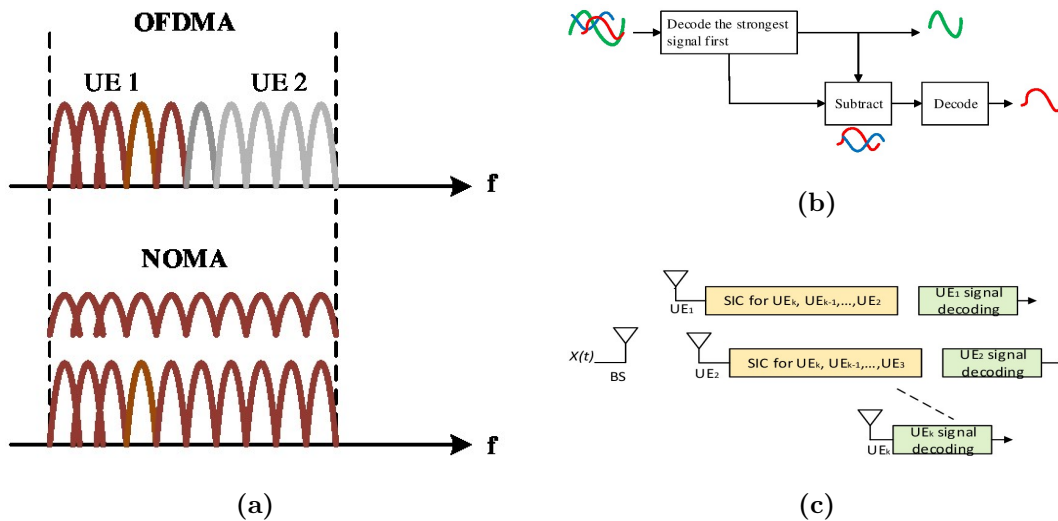 OFDMA
UE 1
UE 2
f
NOMA
f
(a)
Decode the strongest
signal first
Subtract
Decode
(b)
UE1
SIC for UEk, UEk-1,...,UE2
UE1 signal
decoding
X(t)
BS
UE2
SIC for UEk, UEk-1,...,UE3
UE2 signal
decoding
UEk
UEk signal
decoding
(c)